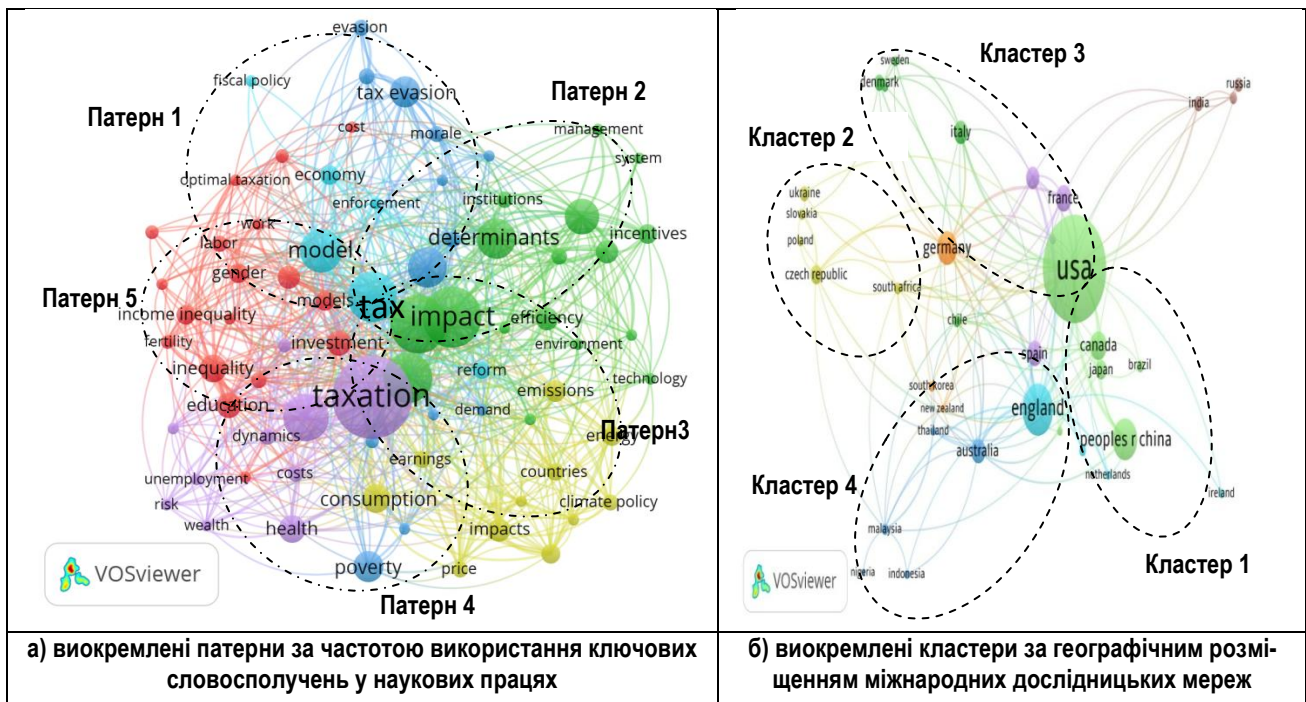 evasion
fiscal policy
tax evasion
Патерн 2
Патерн 1
cost
morale
management
system
optimal taxation
economy
enforcement
institutions
work
labor
model
determinants
incentives
gender
Патерн 5
models
tax
impact
efficiency
income inequality
fertility
investment
environment
inequality
reform
technology
taxation
emissions
education
demand
Патерн3
dynamics
energy
earnings
unemployment
costs
countries
risk
consumption
climate policy
wealth
health
impacts
poverty
price
VOSviewer
Патерн 4
а) виокремлені патерни за частотою використання ключових
словосполучень у наукових працях
Кластер 3
sweden
denmark
russia
india
Кластер 2
italy
ukraine
france
slovakia
poland
germany
usa
czech republic
south africa
chile
spain
canada
japan
brazil
south korea
new zealand
england
thailand
peoples r china
australia
netherlands
Кластер 4
ireland
malaysia
Кластер 1
nigeria
indonesia
VOSviewer
б) виокремлені кластери за географічним розмі-
щенням міжнародних дослідницьких мереж